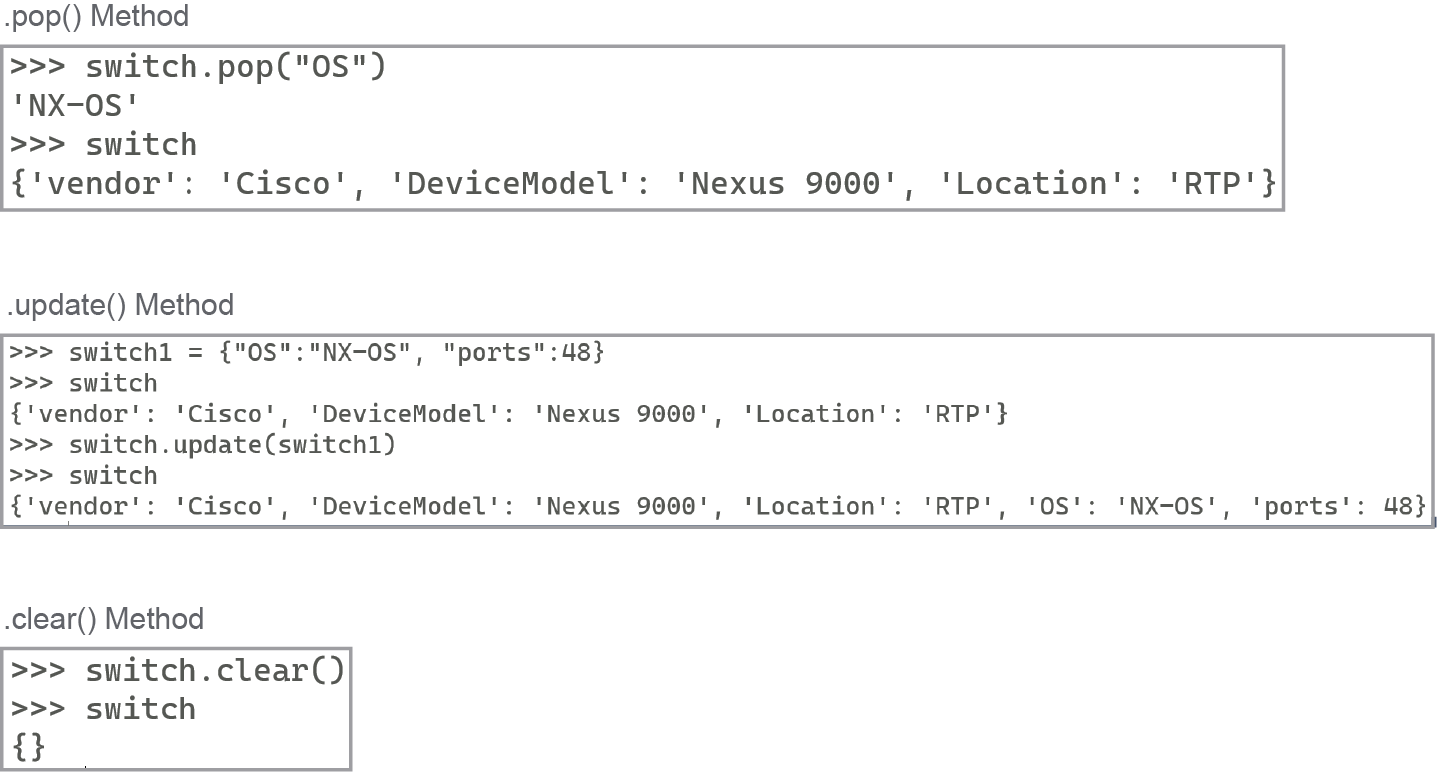 .pop() Method
>>> switch.pop("OS")
'NX-OS'
>>> switch
{'vendor': 'Cisco', 'DeviceModel': 'Nexus 9000', 'Location': 'RTP'}
.update() Method
>>> switch1 = {"OS":"NX-OS", "ports":48}
>>> switch
{'vendor': 'Cisco', 'DeviceModel': 'Nexus 9000', 'Location': 'RTP'}
>>> switch.update(switch1)
>>> switch
{'vendor': 'Cisco', 'DeviceModel': 'Nexus 9000', 'Location': 'RTP', 'OS': 'NX-OS', 'ports': 48}
.clear() Method
>>> switch.clear()
>>> switch
{}